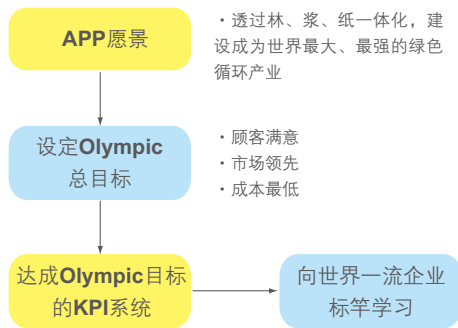 APP愿景
·透过林、浆、纸一体化，建
设成为世界最大、最强的绿色
循环产业
设定Olympic
总目标
·顾客满意
·市场领先
·成本最低
达成Olympic目标
的KPI系统
向世界一流企业
标竿学习